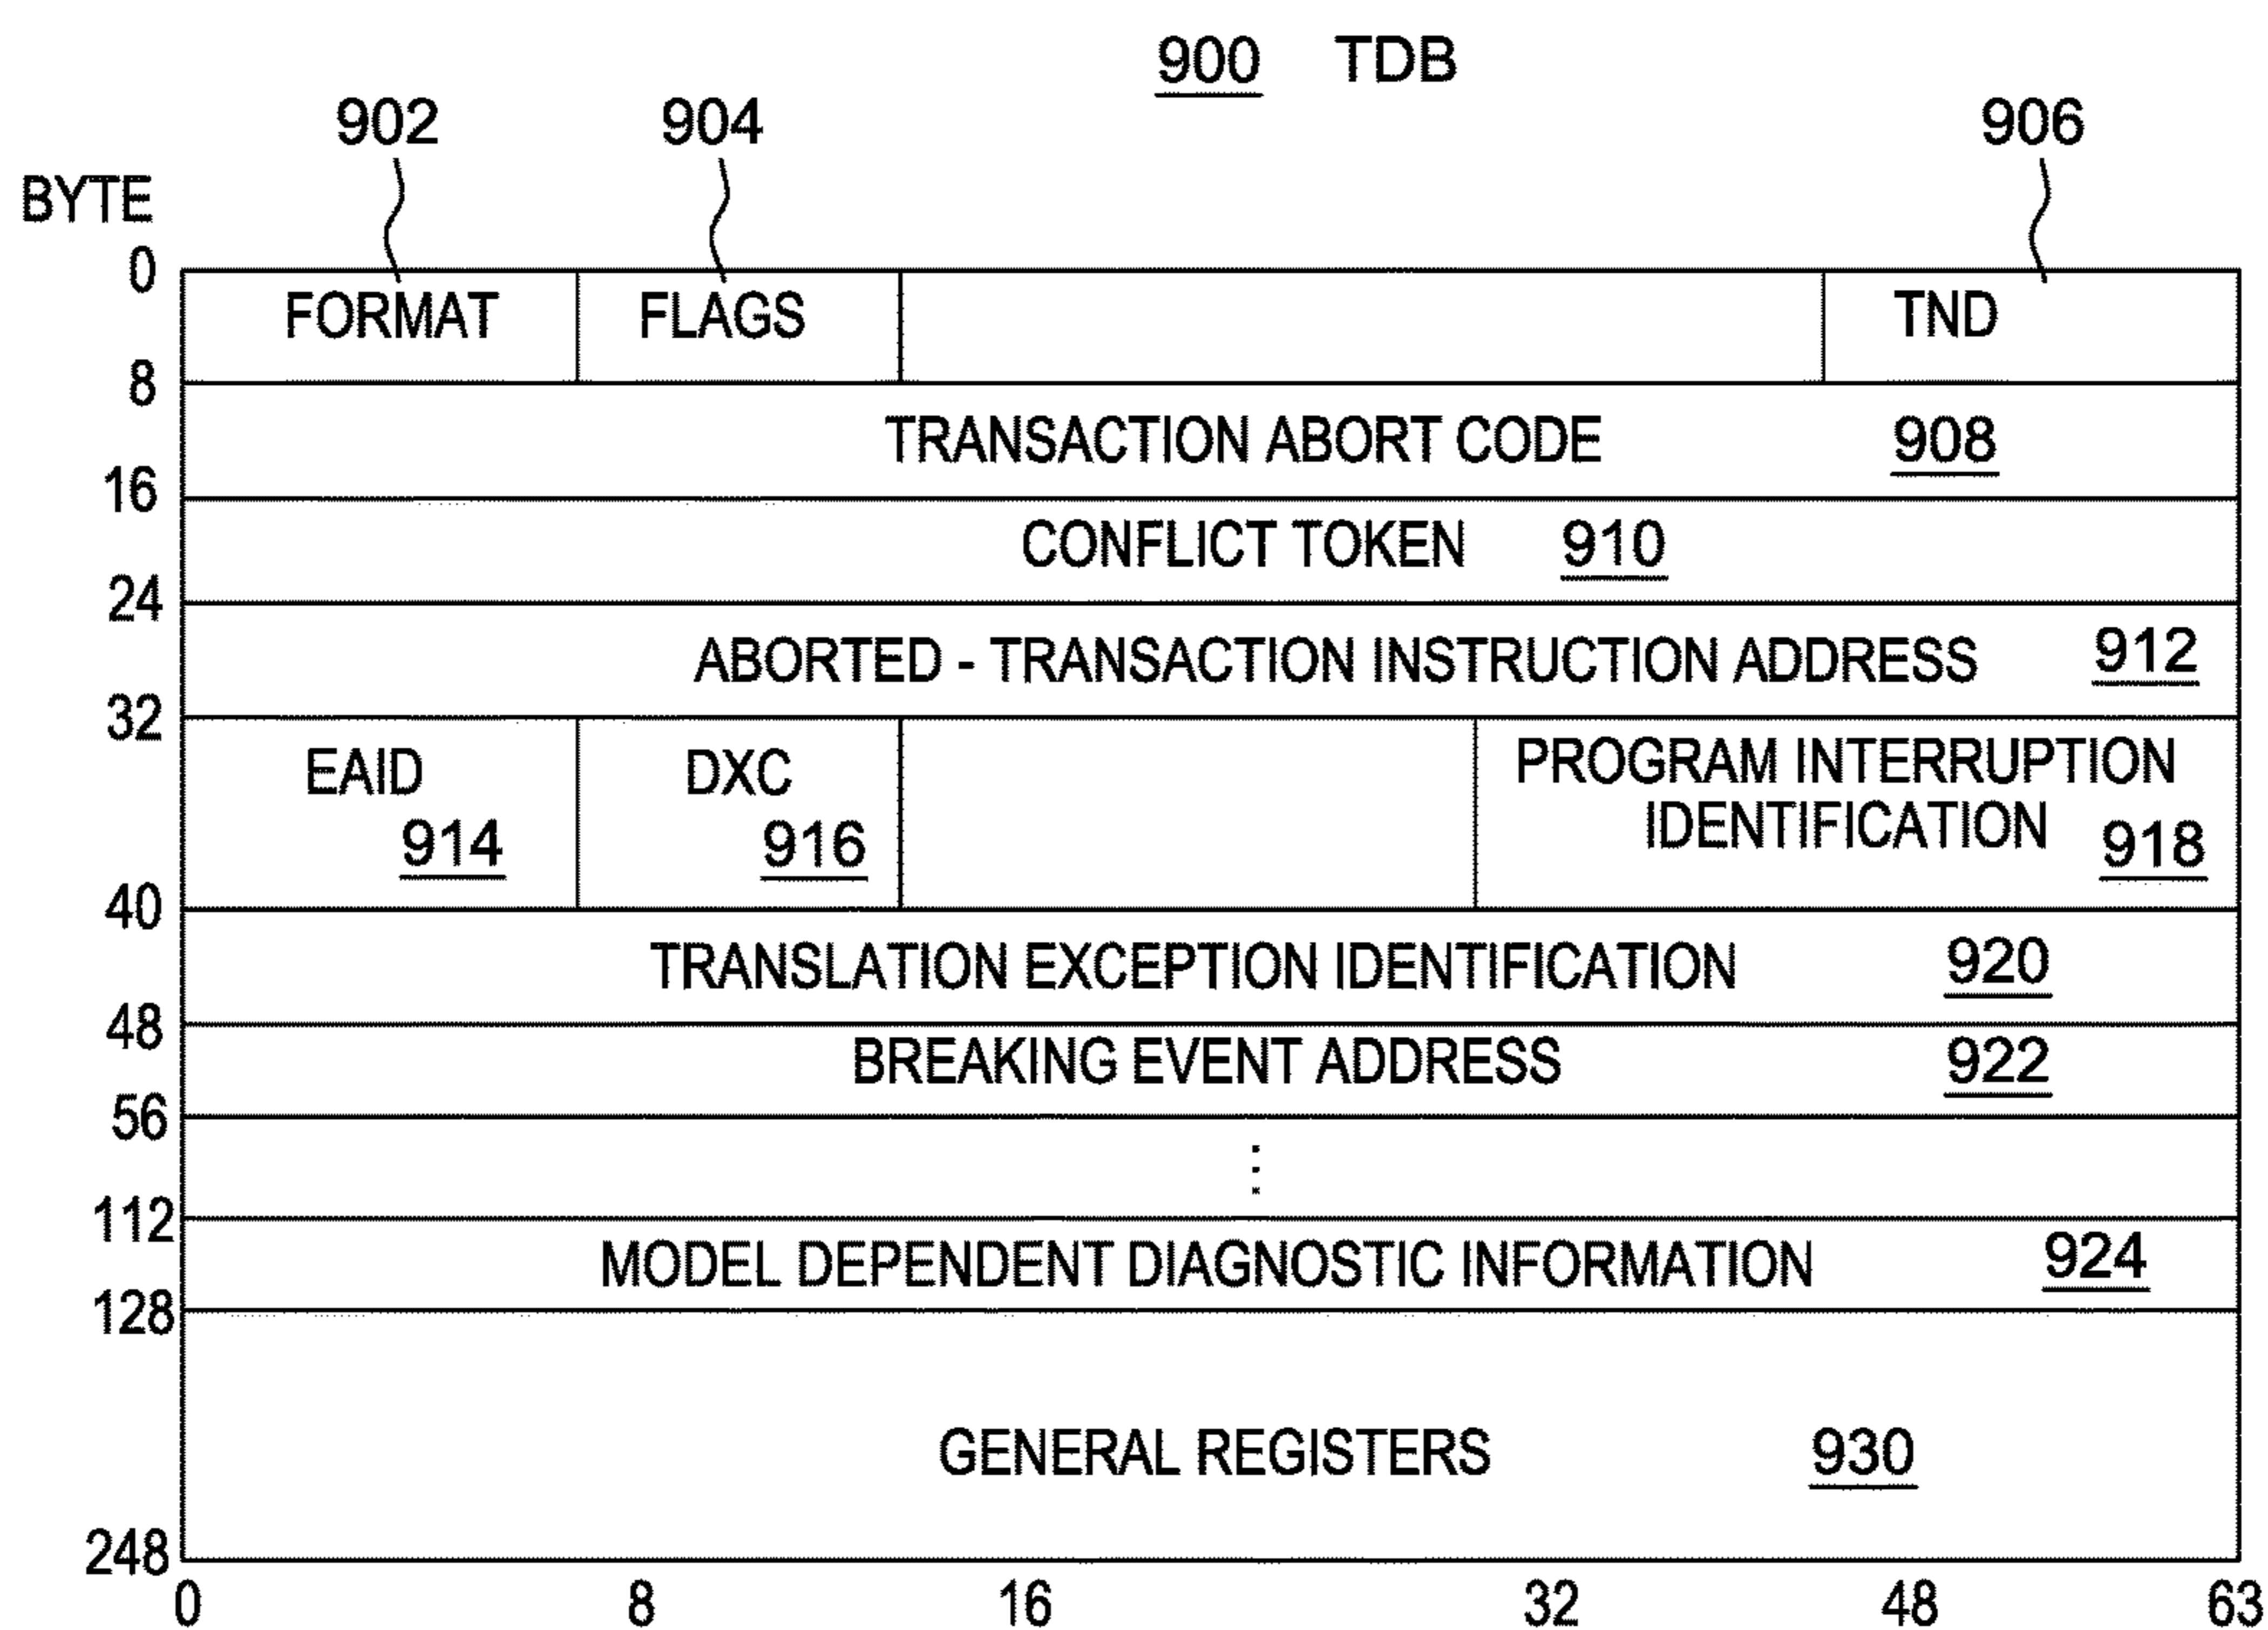 900 TDB
902 904 906
BYTE
0
FORMAT FLAGS TND
8
TRANSACTION ABORT CODE 908
16
CONFLICT TOKEN 910
24
ABORTED - TRANSACTION INSTRUCTION ADDRESS 912
32
EAID DXC PROGRAM INTERRUPTION
IDENTIFICATION
914 916 918
40
TRANSLATION EXCEPTION IDENTIFICATION 920
48
BREAKING EVENT ADDRESS 922
56
⋮
112
MODEL DEPENDENT DIAGNOSTIC INFORMATION 924
128
GENERAL REGISTERS 930
248
0 8 16 32 48 63